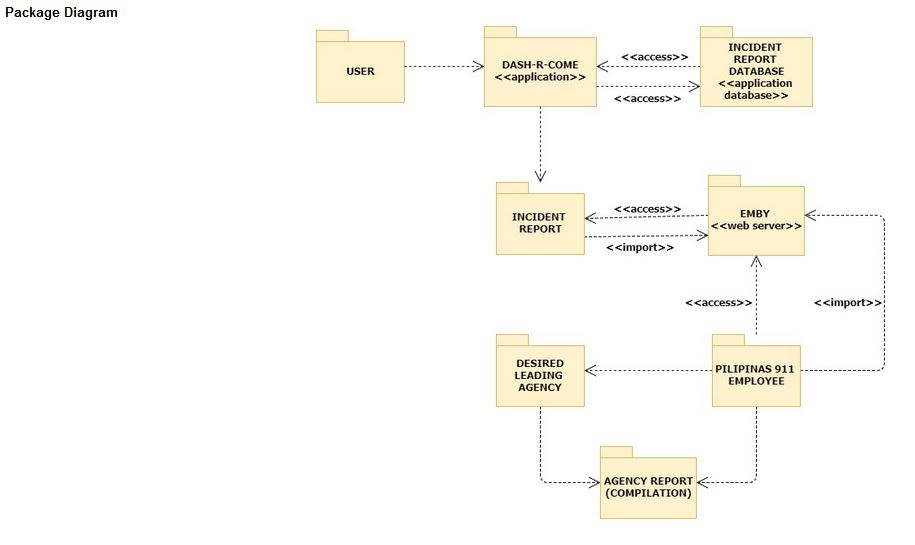 Package Diagram
USER
DASH-R-COME
<<application>>
<<access>>
<<access>>
INCIDENT
REPORT
DATABASE
<<application
database>>
INCIDENT
REPORT
<<access>>
<<import>>
EMBY
<<web server>>
<<access>>
<<import>>
DESIRED
LEADING
AGENCY
PILIPINAS 911
EMPLOYEE
AGENCY REPORT
(COMPILATION)